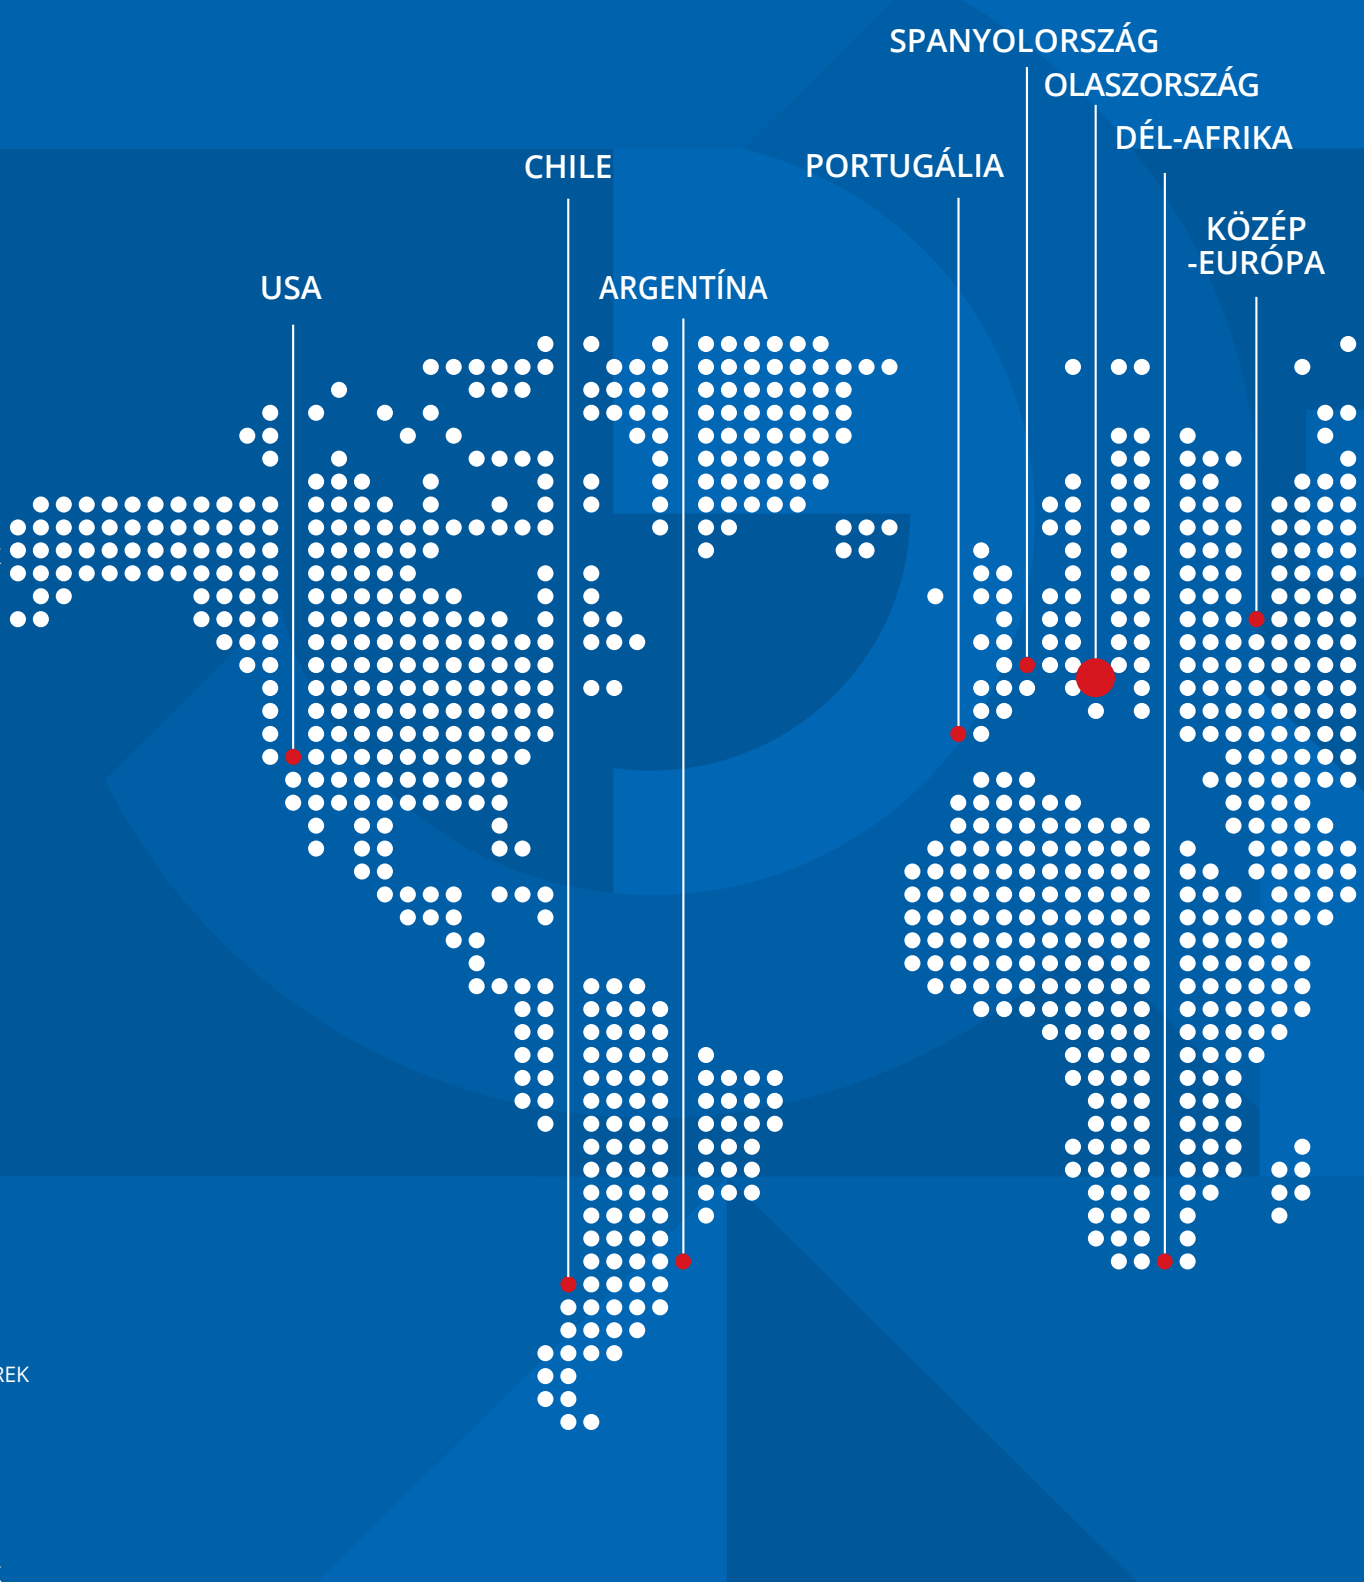 SPANYOLORSZÁG
OLASZORSZÁG
DÉL-AFRIKA
CHILE
PORTUGÁLIA
KÖZÉP
-EURÓPA
USA
ARGENTÍNA